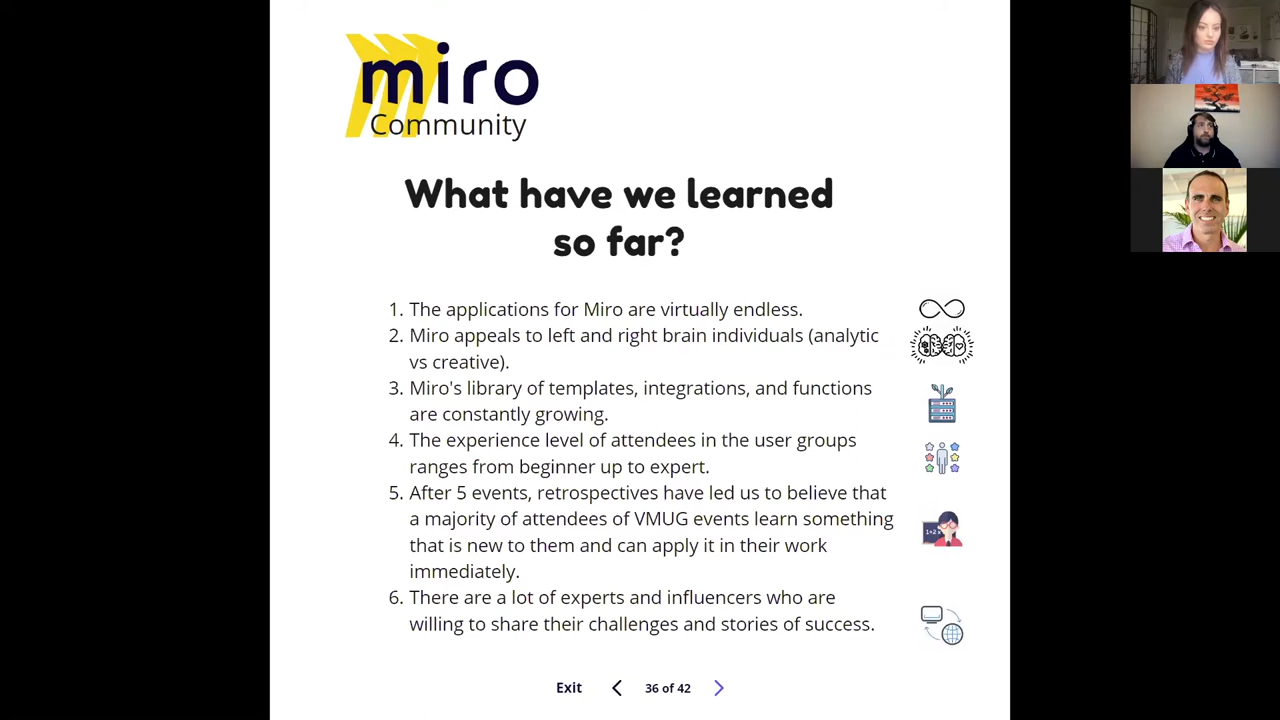 miro
Community
What have we learned
so far?
1. The applications for Miro are virtually endless.
2. Miro appeals to left and right brain individuals (analytic
vs creative).
3. Miro's library of templates, integrations, and functions
are constantly growing.
4. The experience level of attendees in the user groups
ranges from beginner up to expert.
5. After 5 events, retrospectives have led us to believe that
a majority of attendees of VMUG events learn something
that is new to them and can apply it in their work
immediately.
6. There are a lot of experts and influencers who are
willing to share their challenges and stories of success.
1+2
Exit
36 of 42